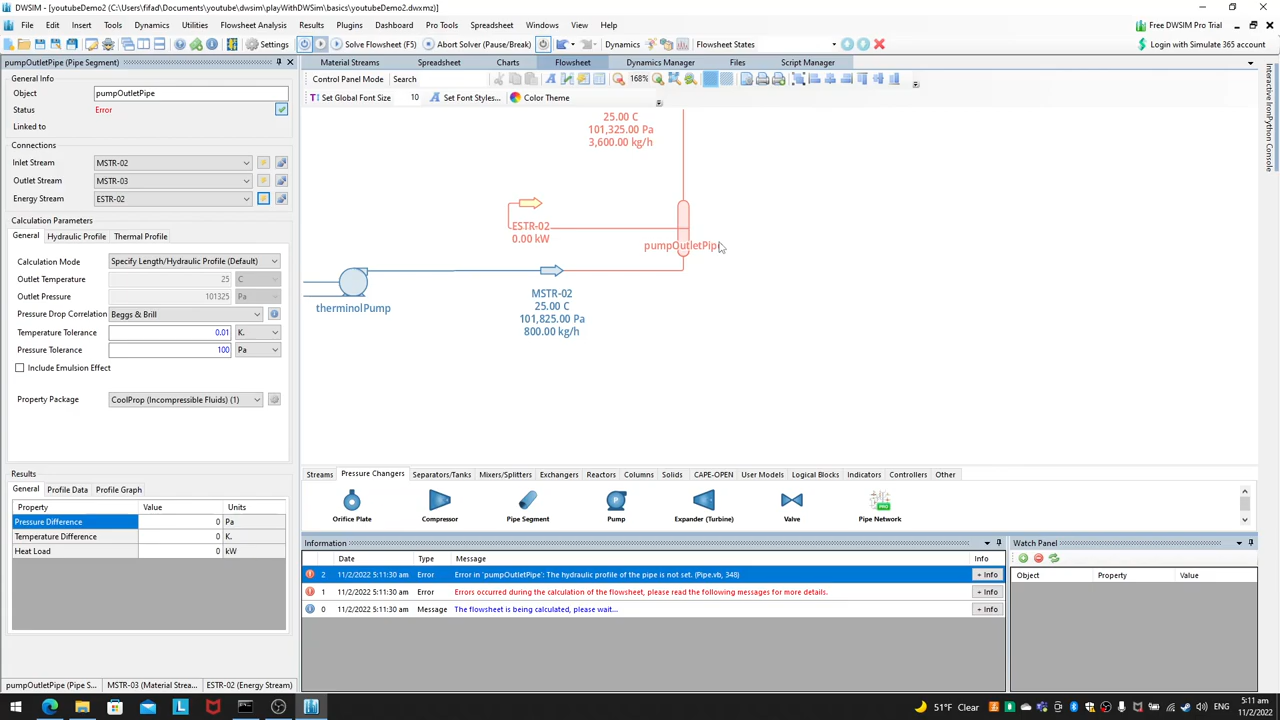 DWSIM - [youtubeDemo2 (C:\Users\fifad\Documents\youtube\playWithDWSim\basics\youtubeDemo2.dwxmz)]
File Edit Insert Tools Dynamics Utilities Flowsheet Analysis Results Plugins Dashboard Pro Tools Spreadsheet Windows View Help
Free DWSIM Pro Trial
Settings Solve Flowsheet (F5) Abort Solver (Pause/Break) Dynamics Flowsheet States
Login with Simulate 365 account
pumpOutletPipe (Pipe Segment)
General Info
Object pumpOutletPipe
Status Error
Linked to
Connections
Inlet Stream MSTR-02
Outlet Stream MSTR-03
Energy Stream ESTR-02
Calculation Parameters
General Hydraulic Profile Thermal Profile
Calculation Mode Specify Length/Hydraulic Profile (Default)
Outlet Temperature 25 C
Outlet Pressure 101325 Pa
Pressure Drop Correlation Beggs & Brill
Temperature Tolerance 0.01 K.
Pressure Tolerance 100 Pa
Include Emulsion Effect
Property Package CoolProp (Incompressible Fluids) (1)
Results
General Profile Data Profile Graph
Property Value Units
Pressure Difference 0 Pa
Temperature Difference 0 K.
Heat Load 0 kW
pumpOutletPipe (Pipe S... MSTR-03 (Material Strea... ESTR-02 (Energy Stream)
Material Streams Spreadsheet Charts Flowsheet Dynamics Manager Files Script Manager
Control Panel Mode Search 168%
Set Global Font Size 10 Set Font Styles... Color Theme
25.00 C
101,325.00 Pa
3,600.00 kg/h
ESTR-02
0.00 kW
pumpOutletPipe
therminolPump
MSTR-02
25.00 C
101,825.00 Pa
800.00 kg/h
Interactive IronPython Console
Streams Pressure Changers Separators/Tanks Mixers/Splitters Exchangers Reactors Columns Solids CAPE-OPEN User Models Logical Blocks Indicators Controllers Other
Orifice Plate Compressor Pipe Segment Pump Expander (Turbine) Valve Pipe Network
PRO
Information
Date Type Message Info
2 11/2/2022 5:11:30 am Error Error in 'pumpOutletPipe': The hydraulic profile of the pipe is not set. (Pipe.vb, 348) + Info
1 11/2/2022 5:11:30 am Error Errors occurred during the calculation of the flowsheet, please read the following messages for more details. + Info
0 11/2/2022 5:11:30 am Message The flowsheet is being calculated, please wait... + Info
Watch Panel
Object Property Value
51°F Clear
5:11 am
11/2/2022